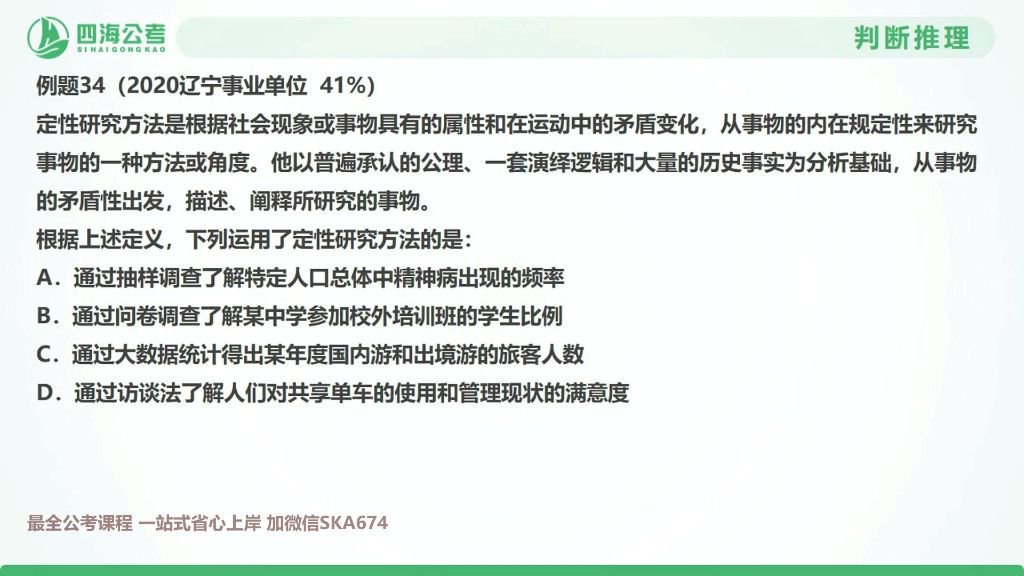 四海公考
SIHAIGONGKAO
判断推理
例题34（2020辽宁事业单位 41%）
定性研究方法是根据社会现象或事物具有的属性和在运动中的矛盾变化，从事物的内在规定性来研究
事物的一种方法或角度。他以普遍承认的公理、一套演绎逻辑和大量的历史事实为分析基础，从事物
的矛盾性出发，描述、阐释所研究的事物。
根据上述定义，下列运用了定性研究方法的是：
A．通过抽样调查了解特定人口总体中精神病出现的频率
B．通过问卷调查了解某中学参加校外培训班的学生比例
C．通过大数据统计得出某年度国内游和出境游的旅客人数
D．通过访谈法了解人们对共享单车的使用和管理现状的满意度
最全公考课程 一站式省心上岸 加微信SKA674